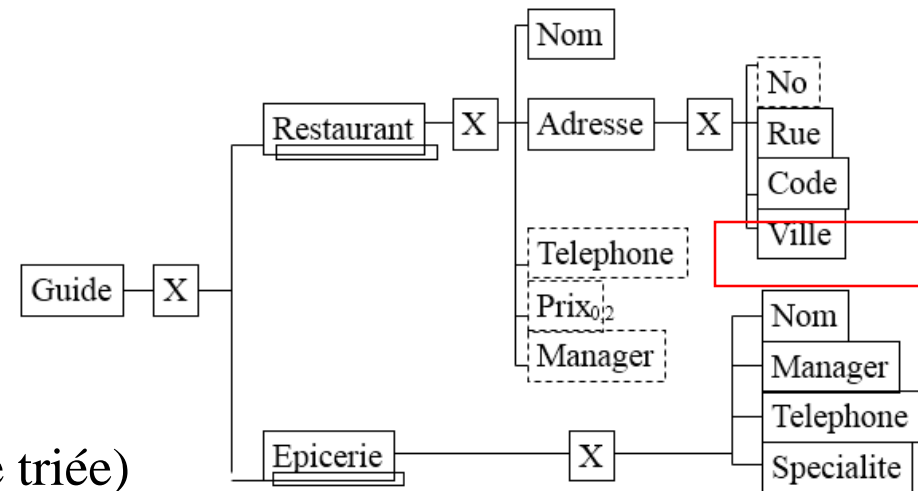 Nom
No
Restaurant X Adresse X Rue
Code
Ville
Telephone
Guide X Prix0,2 Nom
Manager Manager
Telephone
e triée) Epicerie X Specialite